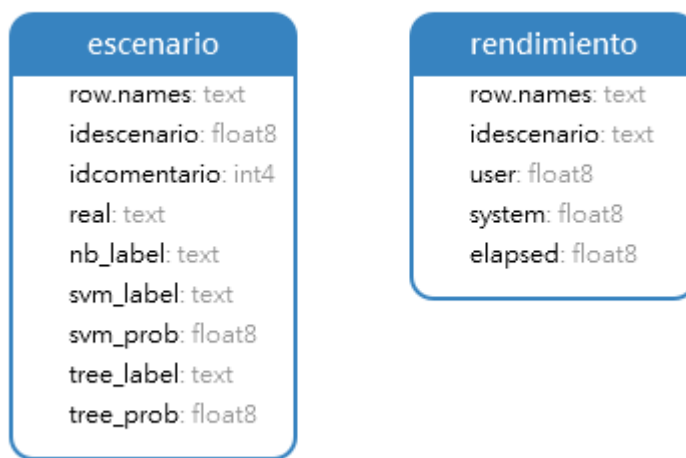 escenario
row.names: text
idescenario: float8
idcomentario: int4
real: text
nb_label: text
svm_label: text
svm_prob: float8
tree_label: text
tree_prob: float8
rendimiento
row.names: text
idescenario: text
user: float8
system: float8
elapsed: float8